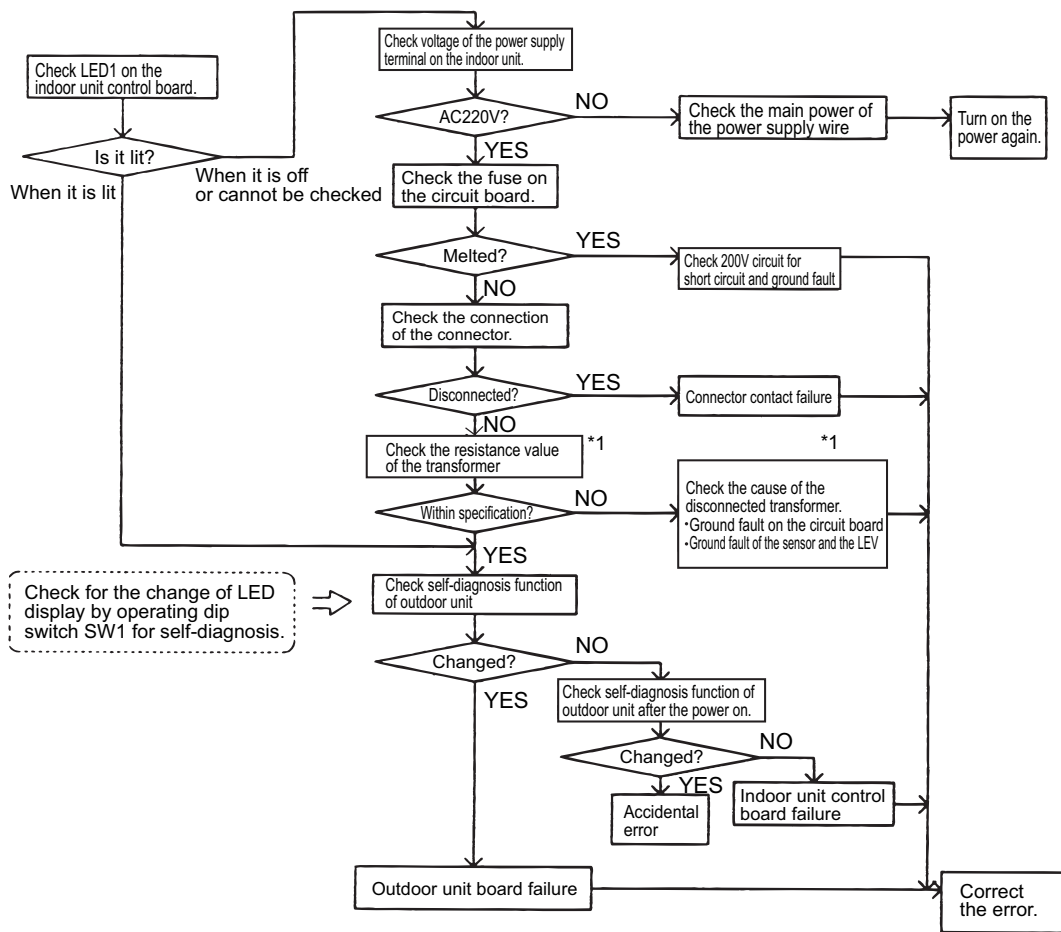 Check LED1 on the
indoor unit control board.
Is it lit?
When it is lit
When it is off
or cannot be checked
Check voltage of the power supply
terminal on the indoor unit.
AC220V?
NO
Check the main power of
the power supply wire
Turn on the
power again.
YES
Check the fuse on
the circuit board.
Melted?
YES
Check 200V circuit for
short circuit and ground fault
NO
Check the connection
of the connector.
Disconnected?
YES
Connector contact failure
NO
Check the resistance value
of the transformer
*1
Within specification?
NO
*1
Check the cause of the
disconnected transformer.
•Ground fault on the circuit board
•Ground fault of the sensor and the LEV
YES
Check for the change of LED
display by operating dip
switch SW1 for self-diagnosis.
Check self-diagnosis function
of outdoor unit
Changed?
NO
YES
Check self-diagnosis function of
outdoor unit after the power on.
Changed?
NO
YES
Accidental
error
Indoor unit control
board failure
Outdoor unit board failure
Correct
the error.